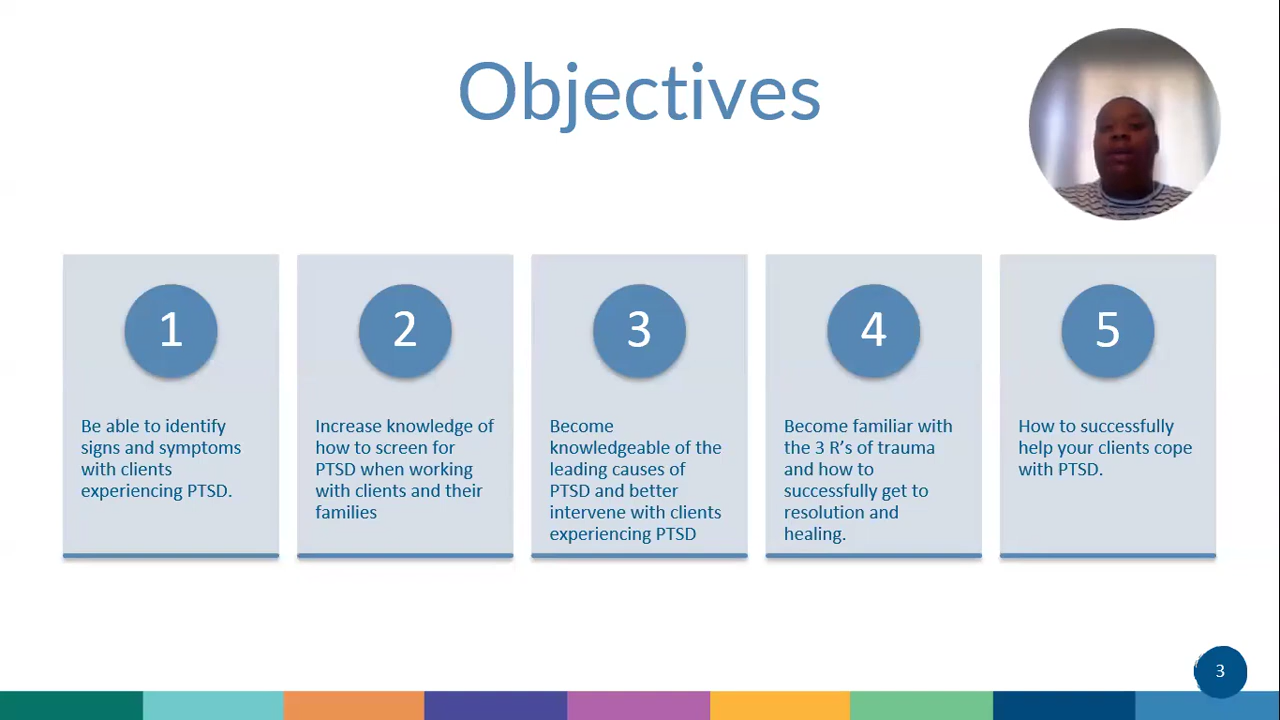 Objectives
1
Be able to identify
signs and symptoms
with clients
experiencing PTSD.
2
Increase knowledge of
how to screen for
PTSD when working
with clients and their
families
3
Become
knowledgeable of the
leading causes of
PTSD and better
intervene with clients
experiencing PTSD
4
Become familiar with
the 3 R’s of trauma
and how to
successfully get to
resolution and
healing.
5
How to successfully
help your clients cope
with PTSD.
3